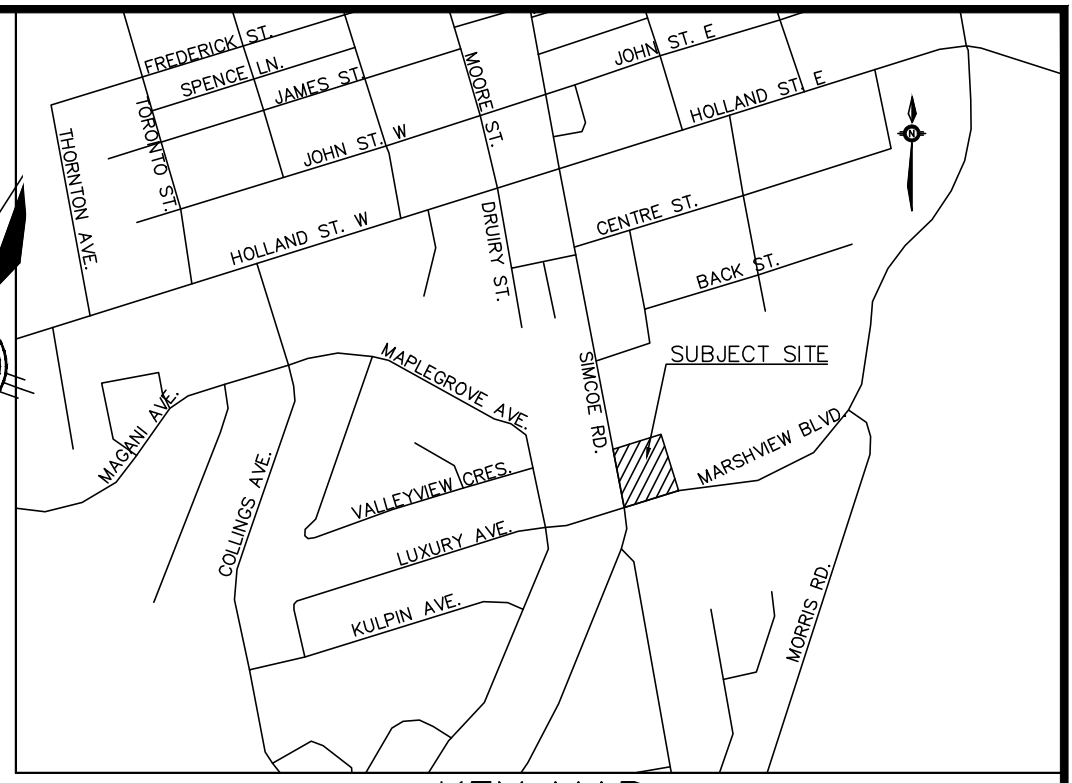 FREDERICK ST.
SPENCE LN.
JAMES ST.
JOHN ST. E
MOORE ST.
TORONTO ST.
THORNTON AVE.
JOHN ST. W
HOLLAND ST. E
N
HOLLAND ST. W
DRUIRY ST.
CENTRE ST.
BACK ST.
SIMCOE RD.
SUBJECT SITE
MAPLEGROVE AVE.
MAGANI AVE.
COLLINGS AVE.
VALLEYVIEW CRES.
MARSHVIEW BLVD.
LUXURY AVE.
KULPIN AVE.
MORRIS RD.
KEY MAP